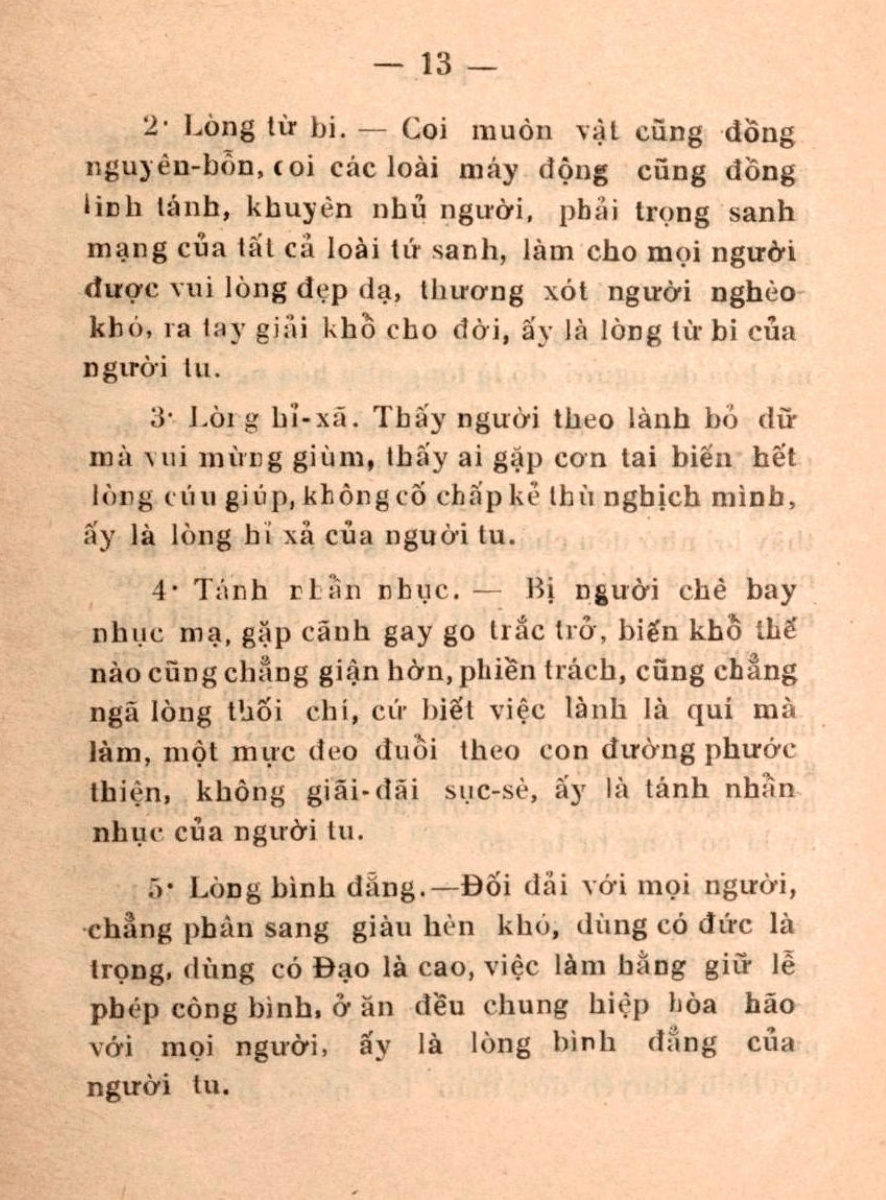 — 13 —
2· Lòng từ bi. — Coi muôn vật cũng đồng
nguyên-bổn, coi các loài máy động cũng đồng
linh tánh, khuyên nhủ người, phải trọng sanh
mạng của tất cả loài tứ sanh, làm cho mọi người
được vui lòng đẹp dạ, thương xót người nghèo
khó, ra tay giải khổ cho đời, ấy là lòng từ bi của
người tu.
3· Lòng hỉ-xã. Thấy người theo lành bỏ dữ
mà vui mừng giùm, thấy ai gặp cơn tai biến hết
lòng cúu giúp, không cố chấp kẻ thù nghịch mình,
ấy là lòng hỉ xả của nguời tu.
4· Tánh nhẫn nhục. — Bị người chê bay
nhục mạ, gặp cãnh gay go trắc trở, biến khổ thế
nào cũng chẳng giận hờn, phiền trách, cũng chẳng
ngã lòng thối chí, cứ biết việc lành là quí mà
làm, một mực đeo đuổi theo con đường phước
thiện, không giãi-đãi sục-sè, ấy là tánh nhẫn
nhục của người tu.
5· Lòng bình đẵng.—Đối dải với mọi người,
chẳng phân sang giàu hèn khó, dùng có đức là
trọng, dùng có Đạo là cao, việc làm hằng giữ lễ
phép công bình, ở ăn đều chung hiệp hòa hão
với mọi người, ấy là lòng bình đẵng của
người tu.